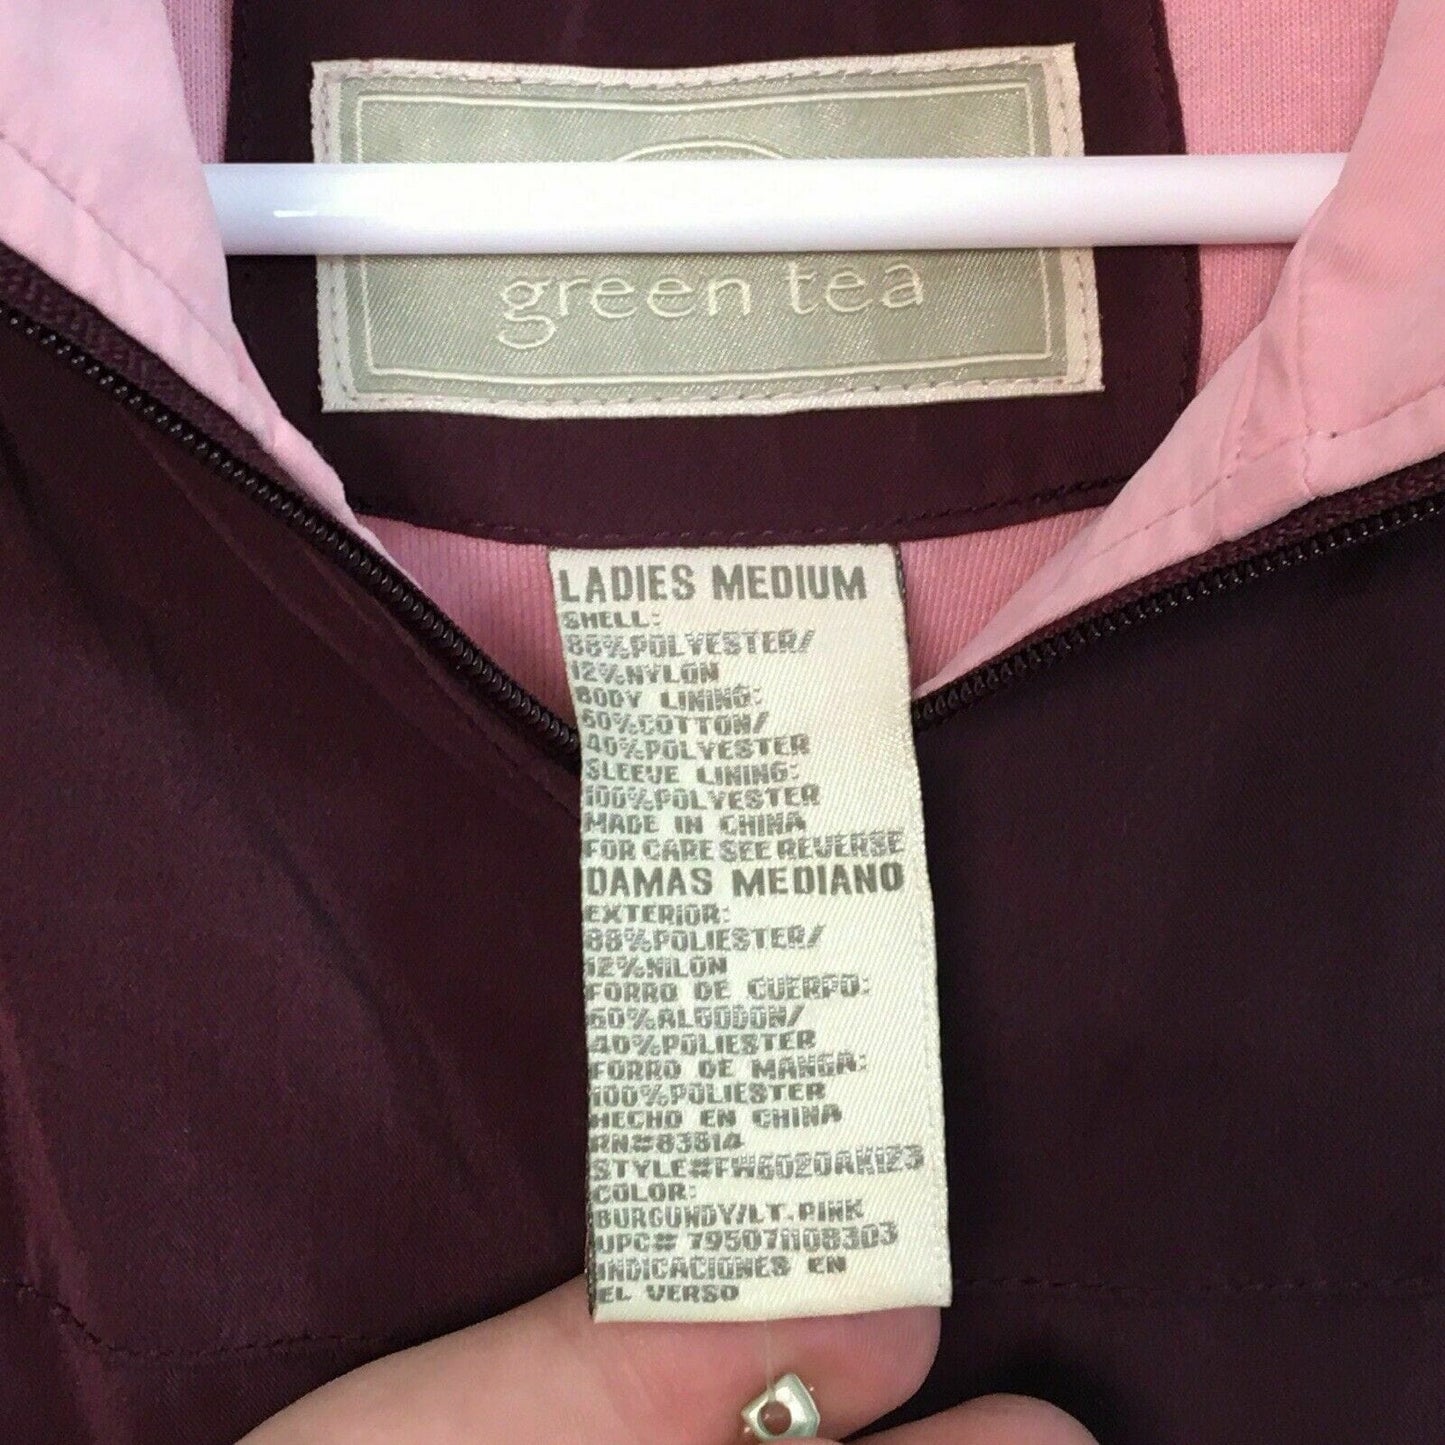 green tea
LADIES MEDIUM
SHELL:
88%POLYESTER/
12%NYLON
BODY LINING:
60%COTTON/
40%POLYESTER
SLEEVE LINING:
100%POLYESTER
MADE IN CHINA
FOR CARE SEE REVERSE
DAMAS MEDIANO
EXTERIOR:
88%POLIESTER/
12%NILON
FORRO DE CUERPO:
60%ALGODON/
40%POLIESTER
FORRO DE MANGA:
100%POLIESTER
HECHO EN CHINA
RN#83814
STYLE#FW6020AK123
COLOR:
BURGUNDY/LT.PINK
UPC# 795071108303
INDICACIONES EN
EL VERSO